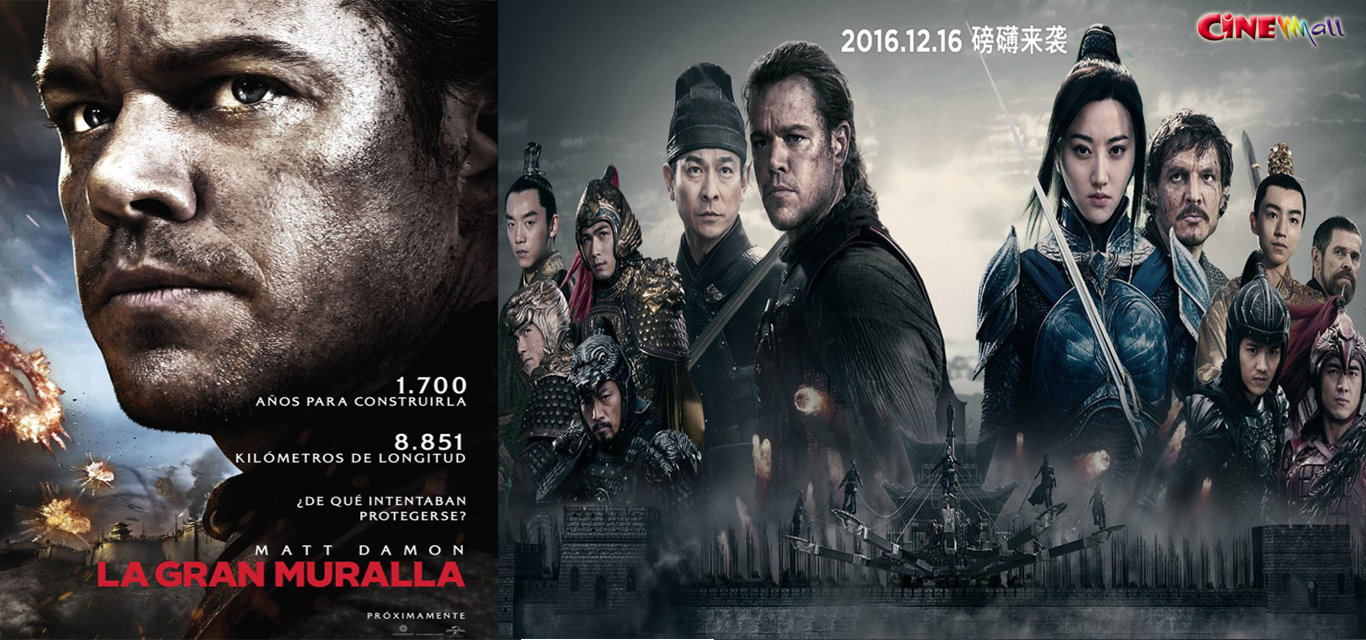 1.700
AÑOS PARA CONSTRUIRLA
8.851
KILÓMETROS DE LONGITUD
¿DE QUÉ INTENTABAN
PROTEGERSE?
MATT DAMON
LA GRAN MURALLA
PRÓXIMAMENTE
2016.12.16 磅礴来袭
CiNEMall